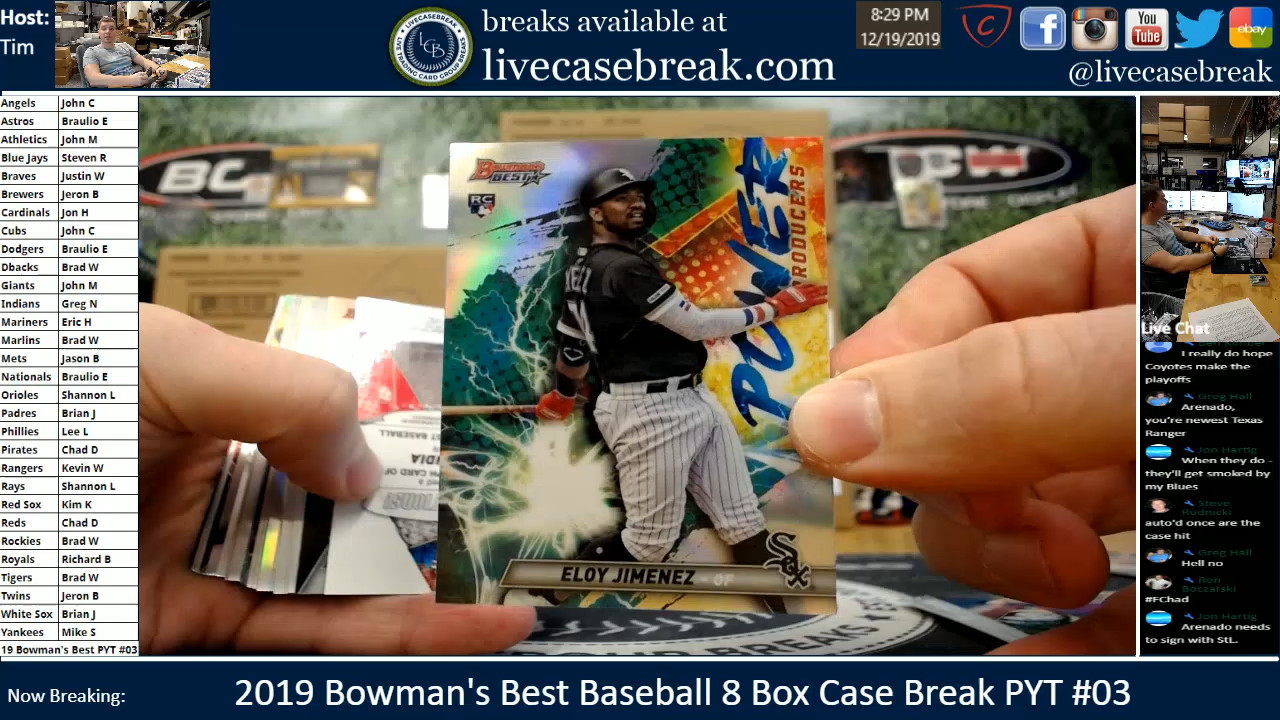 Host:
Tim
breaks available at
livecasebreak.com
LIVECASEBREAK
LCB
8:29 PM
12/19/2019
You
Tube
ebay
@livecasebreak
Angels John C
Astros Braulio E
Athletics John M
Blue Jays Steven R
Braves Justin W
Brewers Jeron B
Cardinals Jon H
Cubs John C
Dodgers Braulio E
Dbacks Brad W
Giants John M
Indians Greg N
Mariners Eric H
Marlins Brad W
Mets Jason B
Nationals Braulio E
Orioles Shannon L
Padres Brian J
Phillies Lee L
Pirates Chad D
Rangers Kevin W
Rays Shannon L
Red Sox Kim K
Reds Chad D
Rockies Brad W
Royals Richard B
Tigers Brad W
Twins Jeron B
White Sox Brian J
Yankees Mike S
19 Bowman's Best PYT #03
BOWMAN'S
BEST
RC
POWER
PRODUCERS
ELOY JIMENEZ - OF
Sox
Live Chat
I really do hope
Coyotes make the
playoffs
Greg Hall
Arenado,
you're newest Texas
Ranger
Jon Hartig
When they do -
they'll get smoked by
my Blues
Steve
Rudnicki
auto'd once are the
case hit
Greg Hall
Hell no
Ron
Soczarski
#FChad
Jon Hartig
Arenado needs
to sign with StL.
Now Breaking:
2019 Bowman's Best Baseball 8 Box Case Break PYT #03